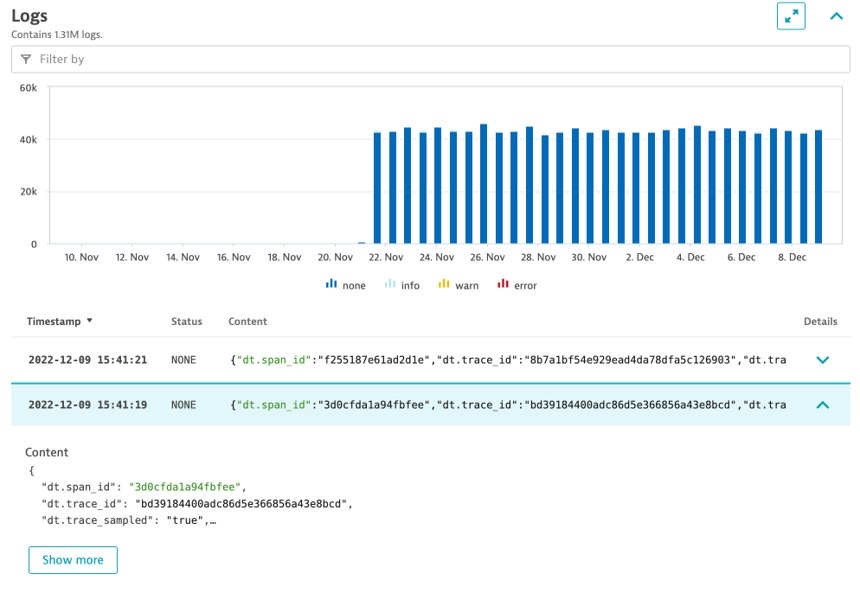 Logs
Contains 1.31M logs.
Filter by
60k
40k
20k
0
10. Nov 12. Nov 14. Nov 16. Nov 18. Nov 20. Nov 22. Nov 24. Nov 26. Nov 28. Nov 30. Nov 2. Dec 4. Dec 6. Dec 8. Dec
none info warn error
Timestamp Status Content Details
2022-12-09 15:41:21 NONE {"dt.span_id":"f255187e61ad2d1e","dt.trace_id":"8b7a1bf54e929ead4da78dfa5c126903","dt.tra
2022-12-09 15:41:19 NONE {"dt.span_id":"3d0cfda1a94fbfee","dt.trace_id":"bd39184400adc86d5e366856a43e8bcd","dt.tra
Content
{
"dt.span_id": "3d0cfda1a94fbfee",
"dt.trace_id": "bd39184400adc86d5e366856a43e8bcd",
"dt.trace_sampled": "true",…
Show more